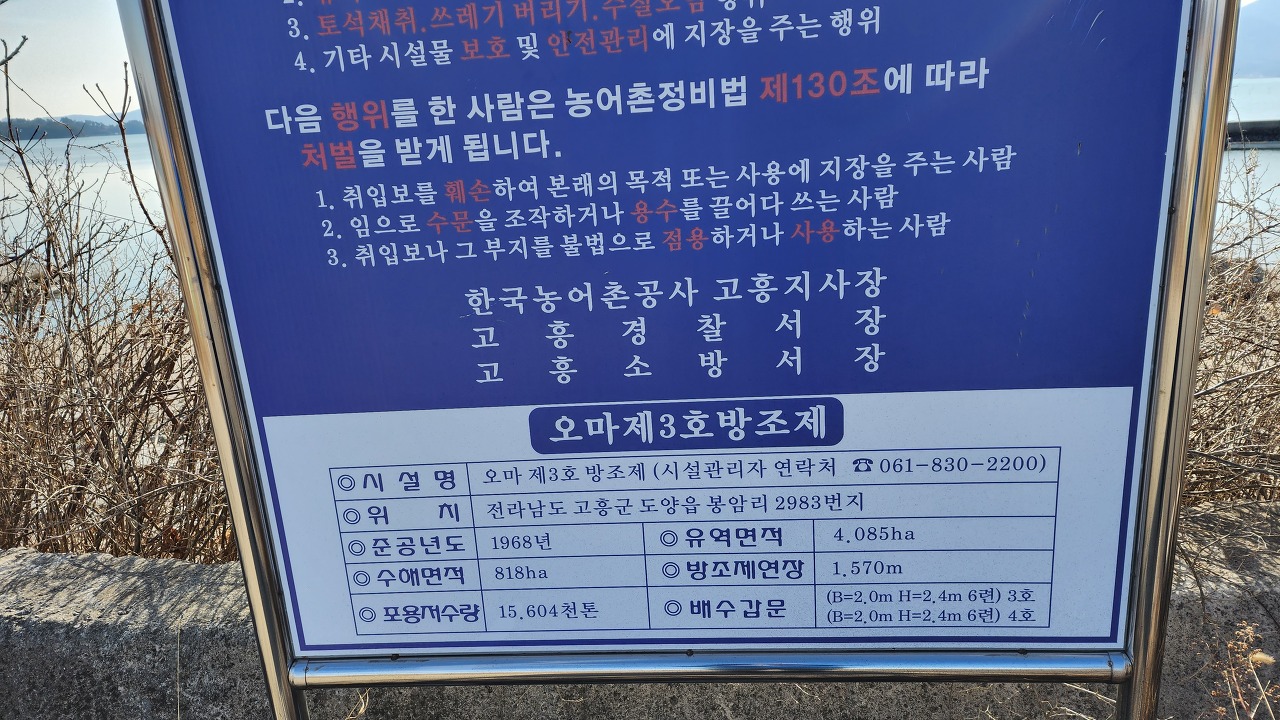 3. 토석채취.쓰레기 버리기.수질오염 행위
4. 기타 시설물 보호 및 안전관리에 지장을 주는 행위
다음 행위를 한 사람은 농어촌정비법 제130조에 따라
처벌을 받게 됩니다.
1. 취입보를 훼손하여 본래의 목적 또는 사용에 지장을 주는 사람
2. 임으로 수문을 조작하거나 용수를 끌어다 쓰는 사람
3. 취입보나 그 부지를 불법으로 점용하거나 사용하는 사람
한국농어촌공사 고흥지사장
고 흥 경 찰 서 장
고 흥 소 방 서 장
오마제3호방조제
◎ 시 설 명 오마 제3호 방조제 (시설관리자 연락처 ☎ 061-830-2200)
◎ 위 치 전라남도 고흥군 도양읍 봉암리 2983번지
◎ 준공년도 1968년 ◎ 유역면적 4.085ha
◎ 수해면적 818ha ◎ 방조제연장 1.570m
◎ 포용저수량 15.604천톤 ◎ 배수갑문 (B=2.0m H=2.4m 6련) 3호
(B=2.0m H=2.4m 6련) 4호